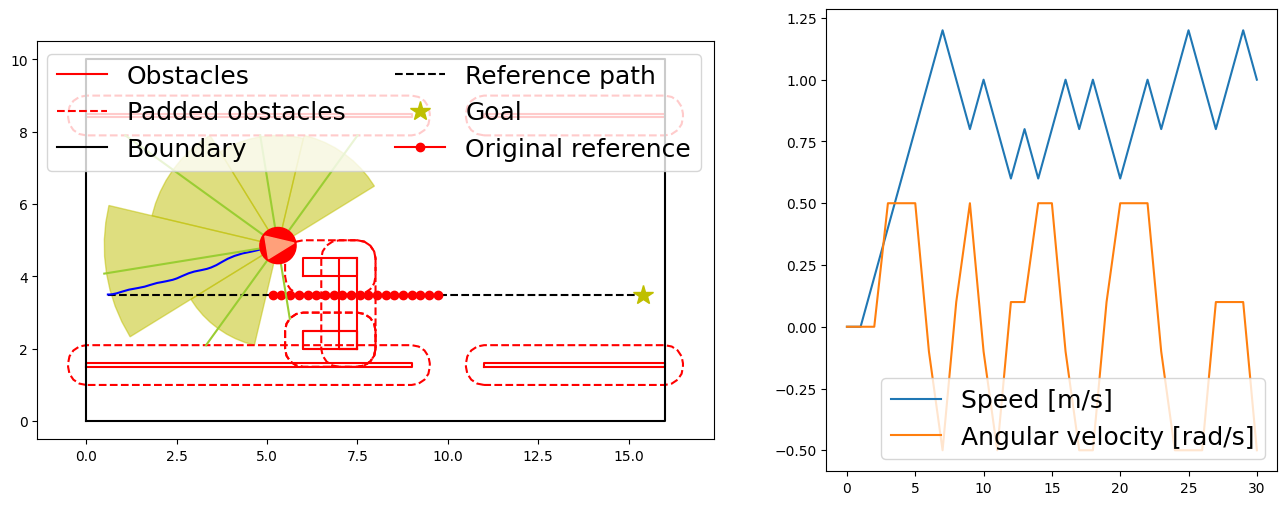 Obstacles
Padded obstacles
Boundary
Reference path
Goal
Original reference
10
8
6
4
2
0
0.0 2.5 5.0 7.5 10.0 12.5 15.0
1.25
1.00
0.75
0.50
0.25
0.00
−0.25
−0.50
Speed [m/s]
Angular velocity [rad/s]
0 5 10 15 20 25 30